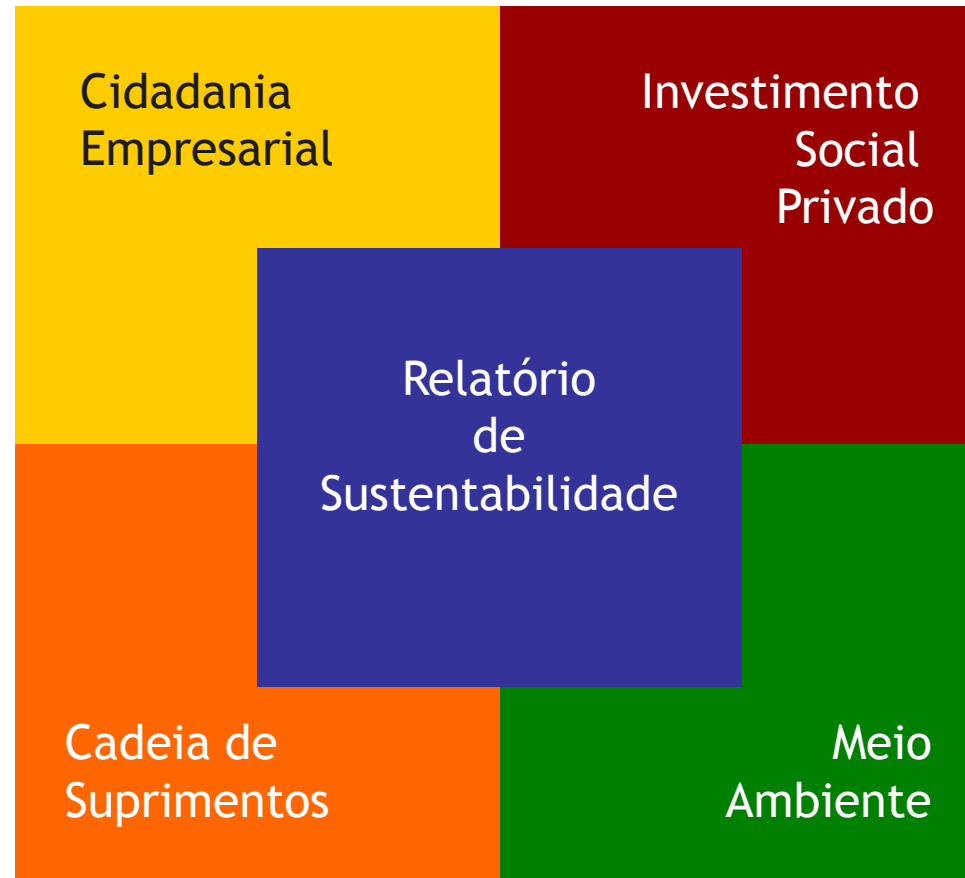 Cidadania
Empresarial
Investimento
Social
Privado
Relatório
de
Sustentabilidade
Cadeia de
Suprimentos
Meio
Ambiente